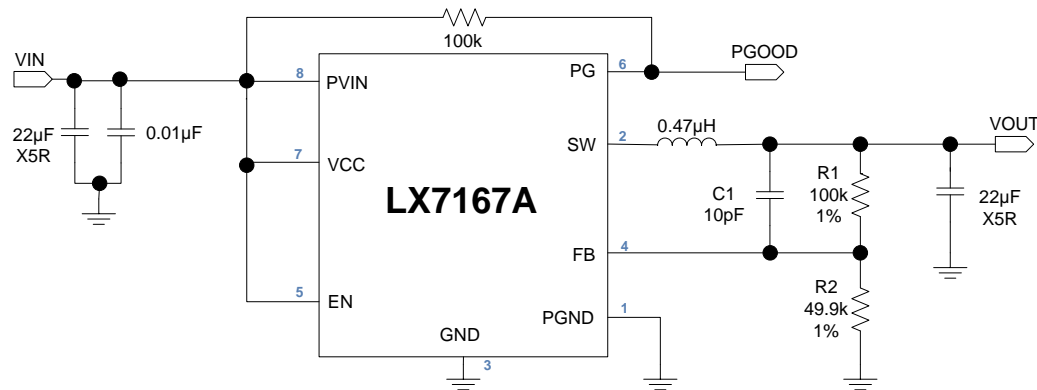 100k
VIN
PGOOD
8
PVIN
PG
6
22µF
X5R
0.01µF
SW
2
0.47µH
VOUT
7
VCC
LX7167A
C1
10pF
R1
100k
1%
22µF
X5R
FB
4
5
EN
R2
49.9k
1%
PGND
1
GND
3